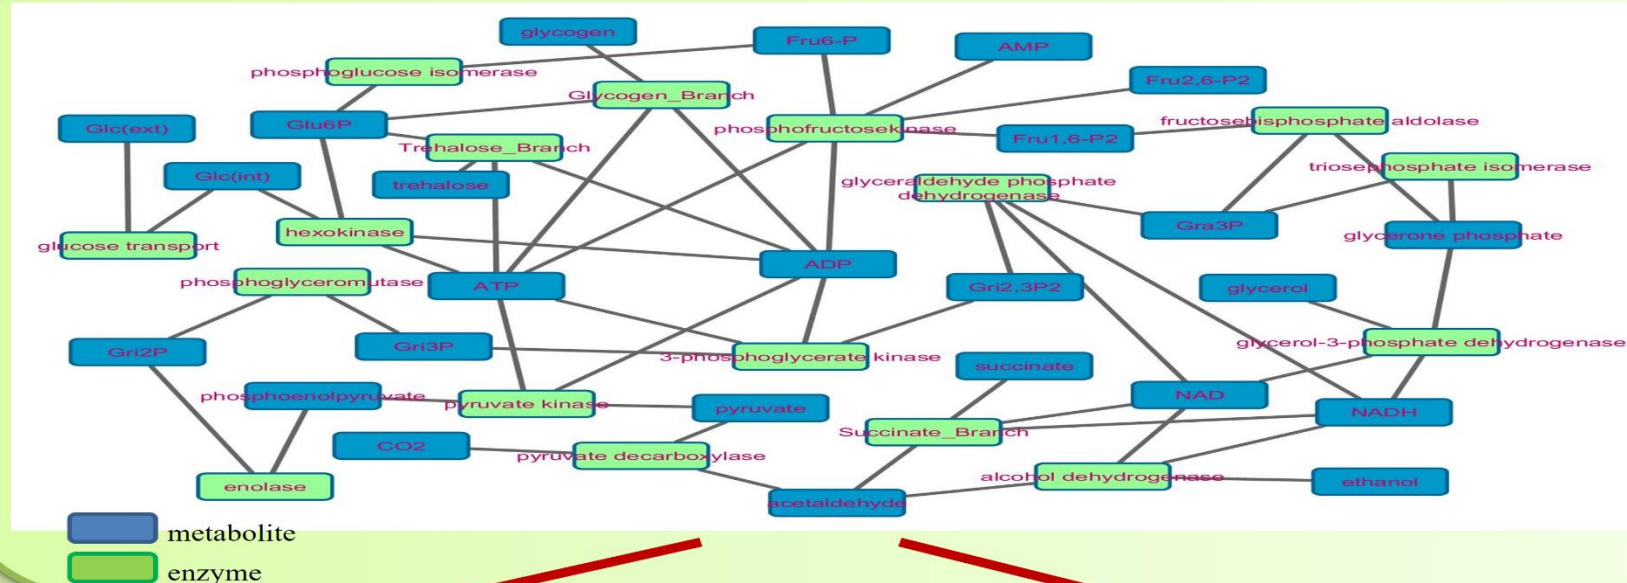 glycogen
Fru6-P
AMP
phosphoglucose isomerase
Fru2,6-P2
Glycogen_Branch
Glc(ext)
Glu6P
phosphofructosekinase
Fru1,6-P2
fructosebisphosphate aldolase
Trehalose_Branch
triosephosphate isomerase
Glc(int)
trehalose
glyceraldehyde phosphate
dehydrogenase
glucose transport
hexokinase
Gra3P
glycerone phosphate
ADP
phosphoglyceromutase
ATP
Gri2,3P2
glycerol
Gri2P
Gri3P
3-phosphoglycerate kinase
glycerol-3-phosphate dehydrogenase
succinate
phosphoenolpyruvate
pyruvate kinase
pyruvate
NAD
NADH
Succinate_Branch
CO2
pyruvate decarboxylase
enolase
alcohol dehydrogenase
ethanol
acetaldehyde
metabolite
enzyme